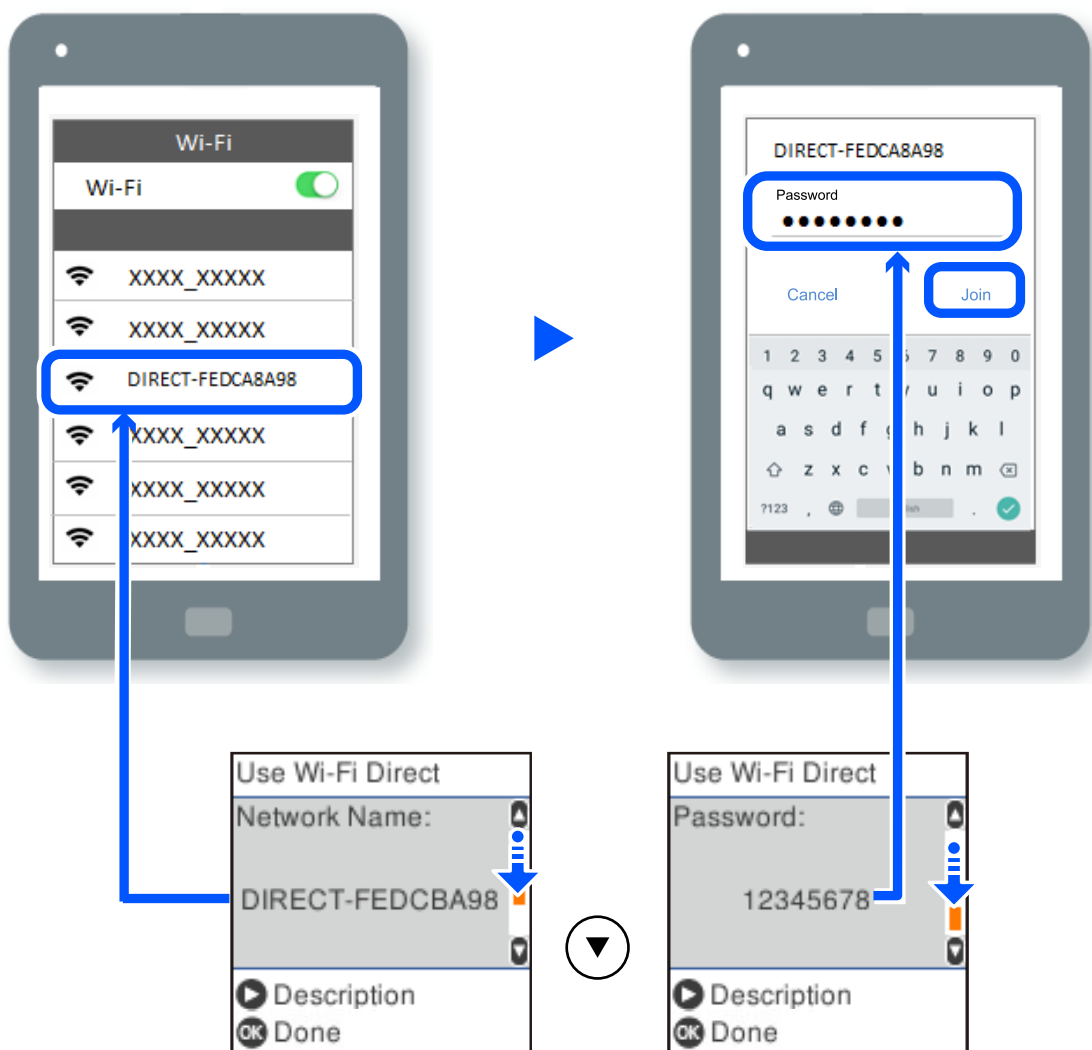 Wi-Fi
Wi-Fi
XXXX_XXXXX
XXXX_XXXXX
DIRECT-FEDCA8A98
XXXX_XXXXX
XXXX_XXXXX
XXXX_XXXXX
DIRECT-FEDCA8A98
Password
●●●●●●●●
Cancel
Join
1 2 3 4 5 7 8 9 0
q w e r t u i o p
a s d f g h j k l
z x c v b n m
?123 , .
Use Wi-Fi Direct
Network Name:
DIRECT-FEDCBA98
Description
OK Done
Use Wi-Fi Direct
Password:
12345678
Description
OK Done